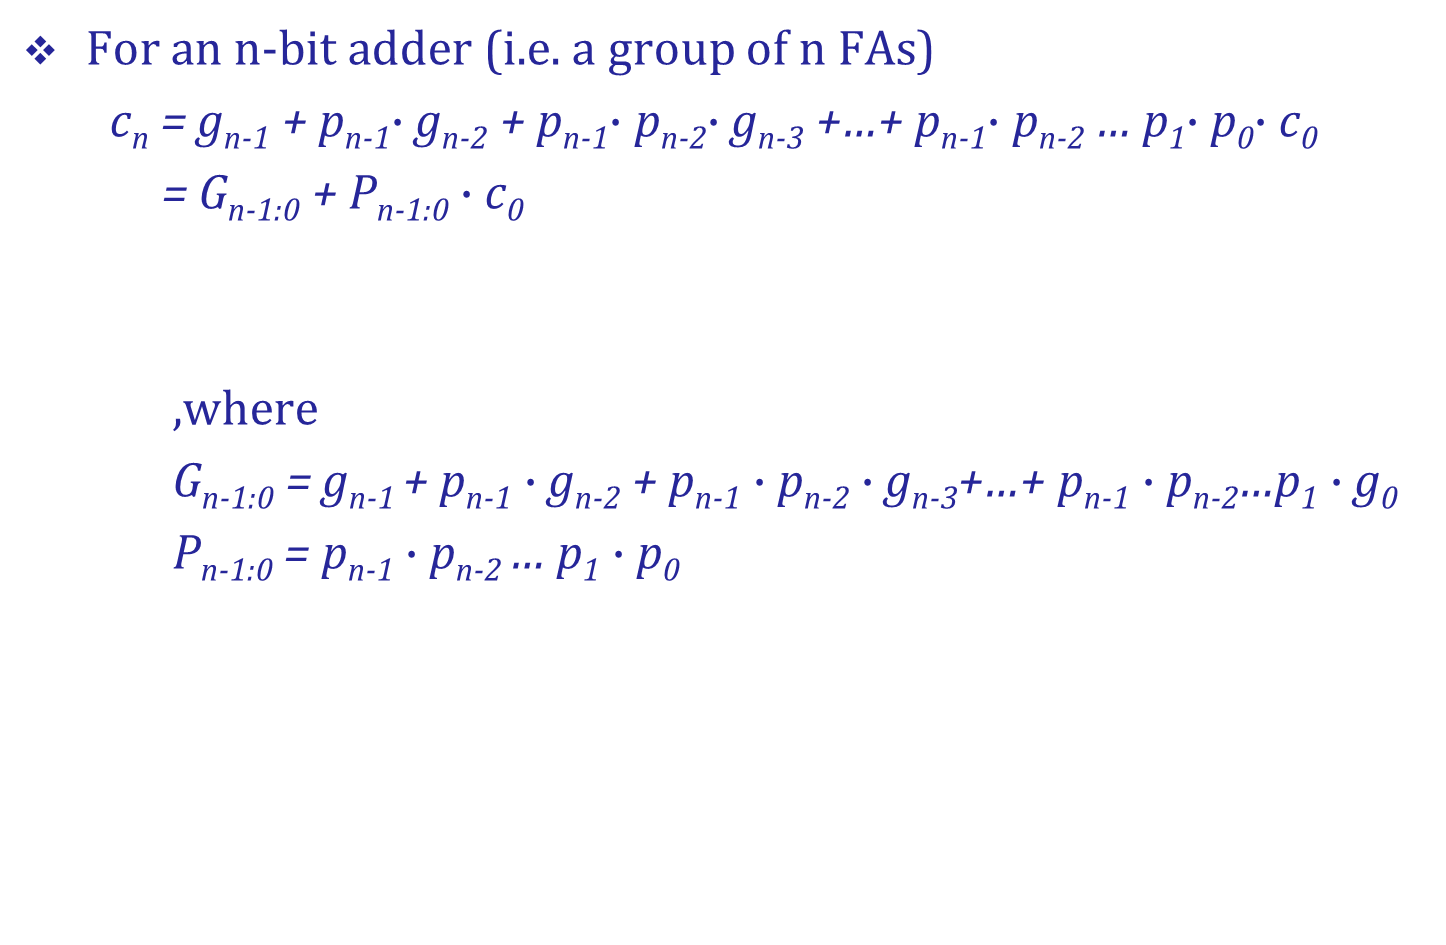 ❖ For an n-bit adder (i.e. a group of n FAs)
cₙ = gₙ₋₁ + pₙ₋₁· gₙ₋₂ + pₙ₋₁· pₙ₋₂· gₙ₋₃ +...+ pₙ₋₁· pₙ₋₂ ... p₁· p₀· c₀
= Gₙ₋₁:₀ + Pₙ₋₁:₀ · c₀
,where
Gₙ₋₁:₀ = gₙ₋₁ + pₙ₋₁ · gₙ₋₂ + pₙ₋₁ · pₙ₋₂ · gₙ₋₃+...+ pₙ₋₁ · pₙ₋₂...p₁ · g₀
Pₙ₋₁:₀ = pₙ₋₁ · pₙ₋₂ ... p₁ · p₀